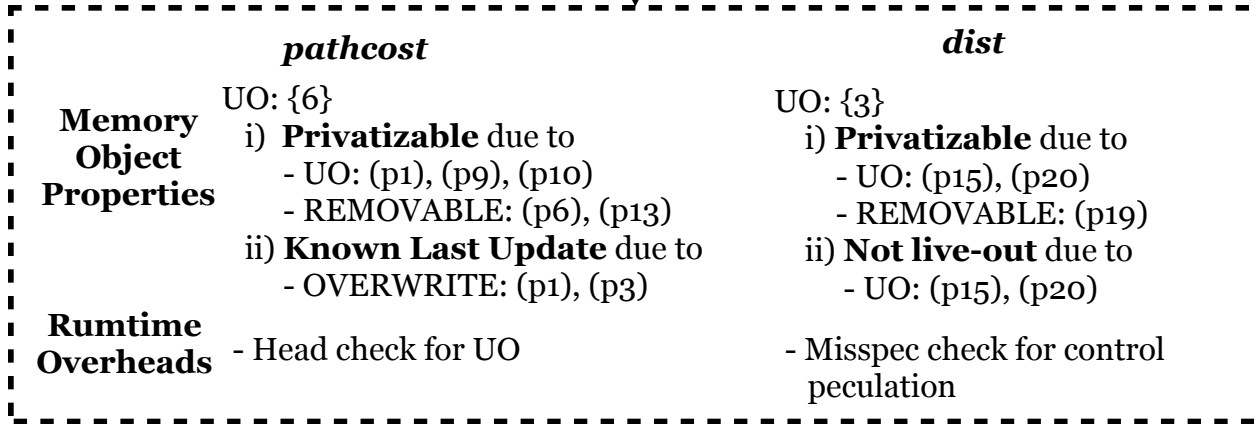 pathcost
dist
Memory
Object
Properties
UO: {6}
i) Privatizable due to
- UO: (p1), (p9), (p10)
- REMOVABLE: (p6), (p13)
ii) Known Last Update due to
- OVERWRITE: (p1), (p3)
UO: {3}
i) Privatizable due to
- UO: (p15), (p20)
- REMOVABLE: (p19)
ii) Not live-out due to
- UO: (p15), (p20)
Rumtime
Overheads
- Head check for UO
- Misspec check for control
peculation